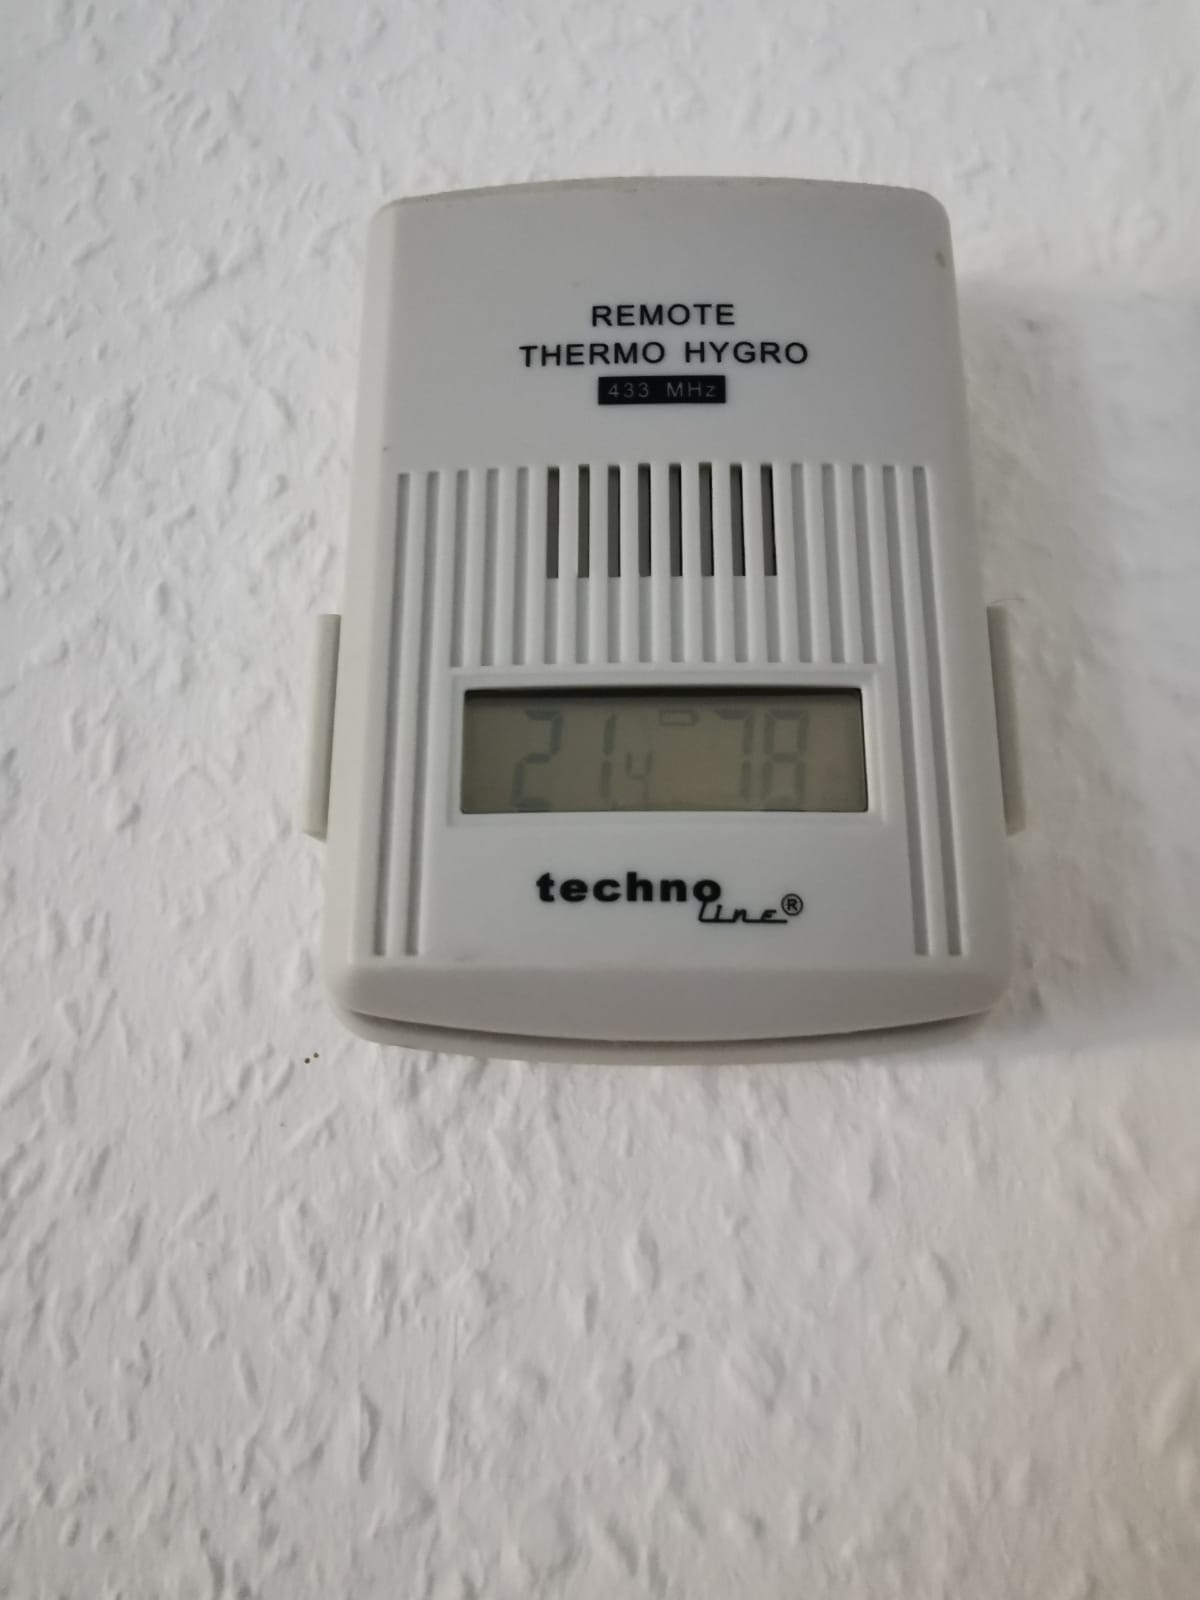 REMOTE
THERMO HYGRO
433 MHz
21.4 78
techno
line®